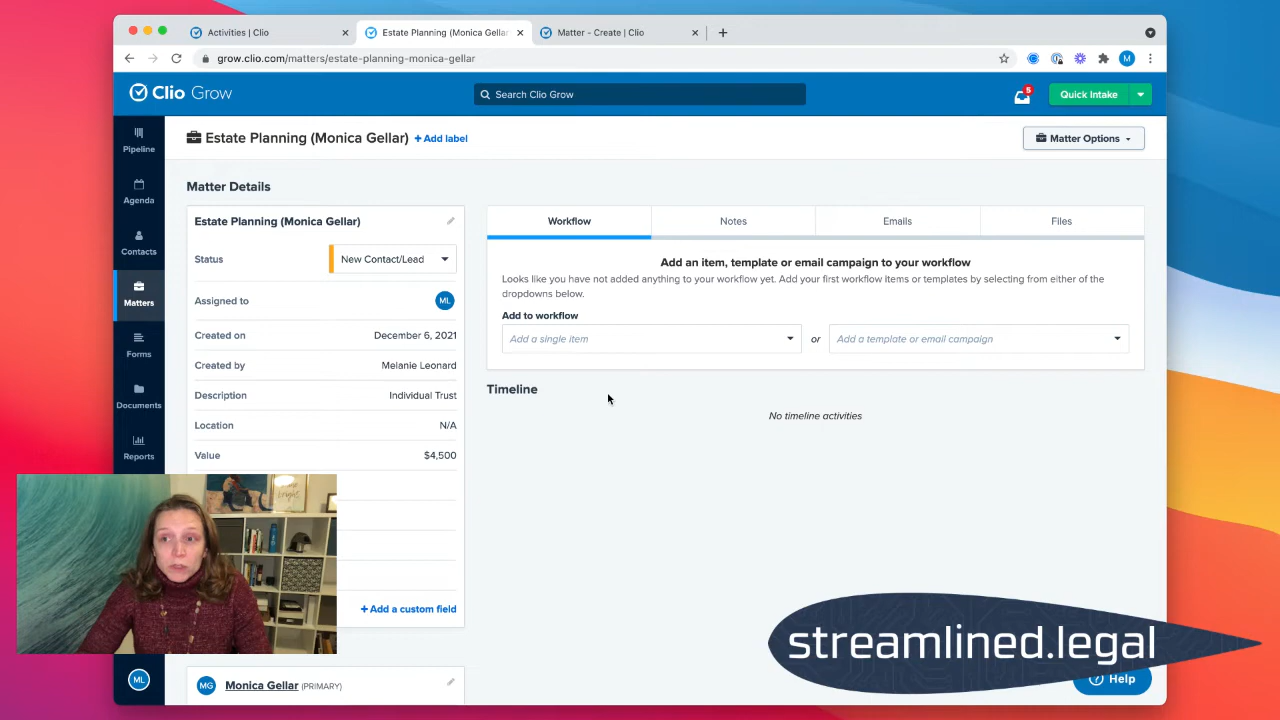 Activities | Clio
Estate Planning (Monica Gellar
Matter - Create | Clio
grow.clio.com/matters/estate-planning-monica-gellar
M
Clio Grow
Search Clio Grow
5
Quick Intake
Estate Planning (Monica Gellar)
+ Add label
Matter Options
Pipeline
Agenda
Contacts
Matters
Forms
Documents
Reports
ML
Matter Details
Estate Planning (Monica Gellar)
Status New Contact/Lead
Assigned to ML
Created on December 6, 2021
Created by Melanie Leonard
Description Individual Trust
Location N/A
Value $4,500
+ Add a custom field
MG Monica Gellar (PRIMARY)
Workflow
Notes
Emails
Files
Add an item, template or email campaign to your workflow
Looks like you have not added anything to your workflow yet. Add your first workflow items or templates by selecting from either of the
dropdowns below.
Add to workflow
Add a single item or Add a template or email campaign
Timeline
No timeline activities
streamlined.legal
Help